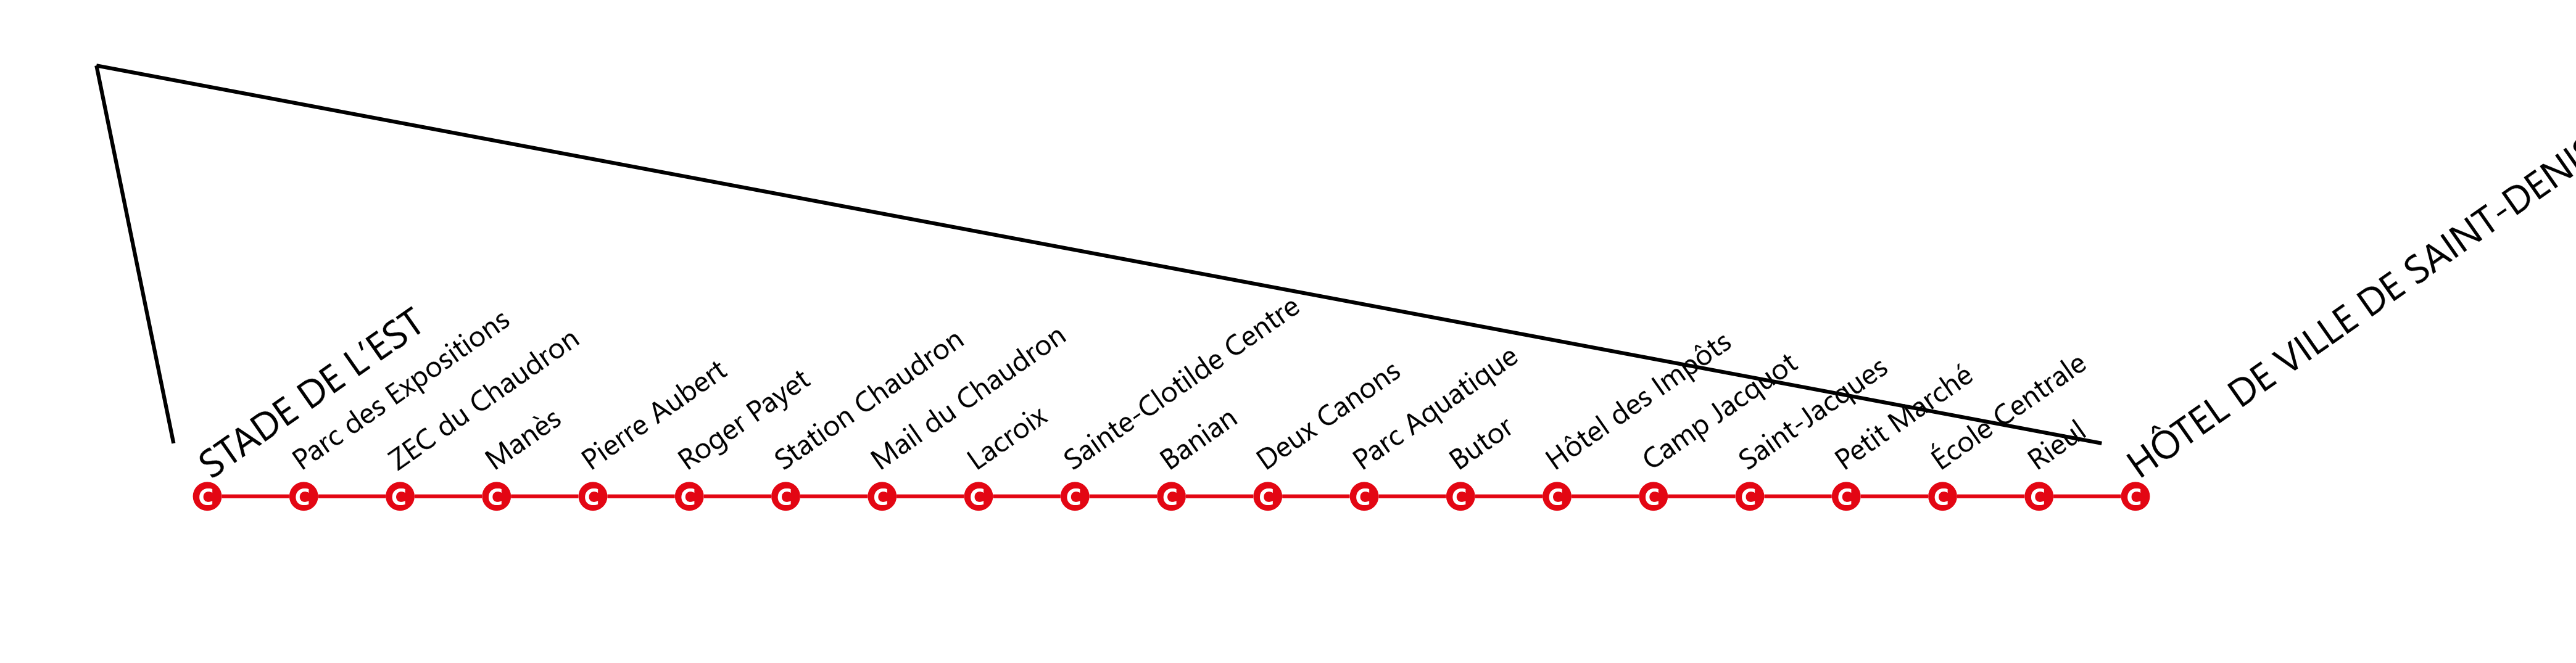 STADE DE L’EST
Parc des Expositions
ZEC du Chaudron
Manès
Pierre Aubert
Roger Payet
Station Chaudron
Mail du Chaudron
Lacroix
Sainte-Clotilde Centre
Banian
Deux Canons
Parc Aquatique
Butor
Hôtel des Impôts
Camp Jacquot
Saint-Jacques
Petit Marché
École Centrale
Rieul
HÔTEL DE VILLE DE SAINT-DENIS
C C C C C C C C C C C C C C C C C C C C C